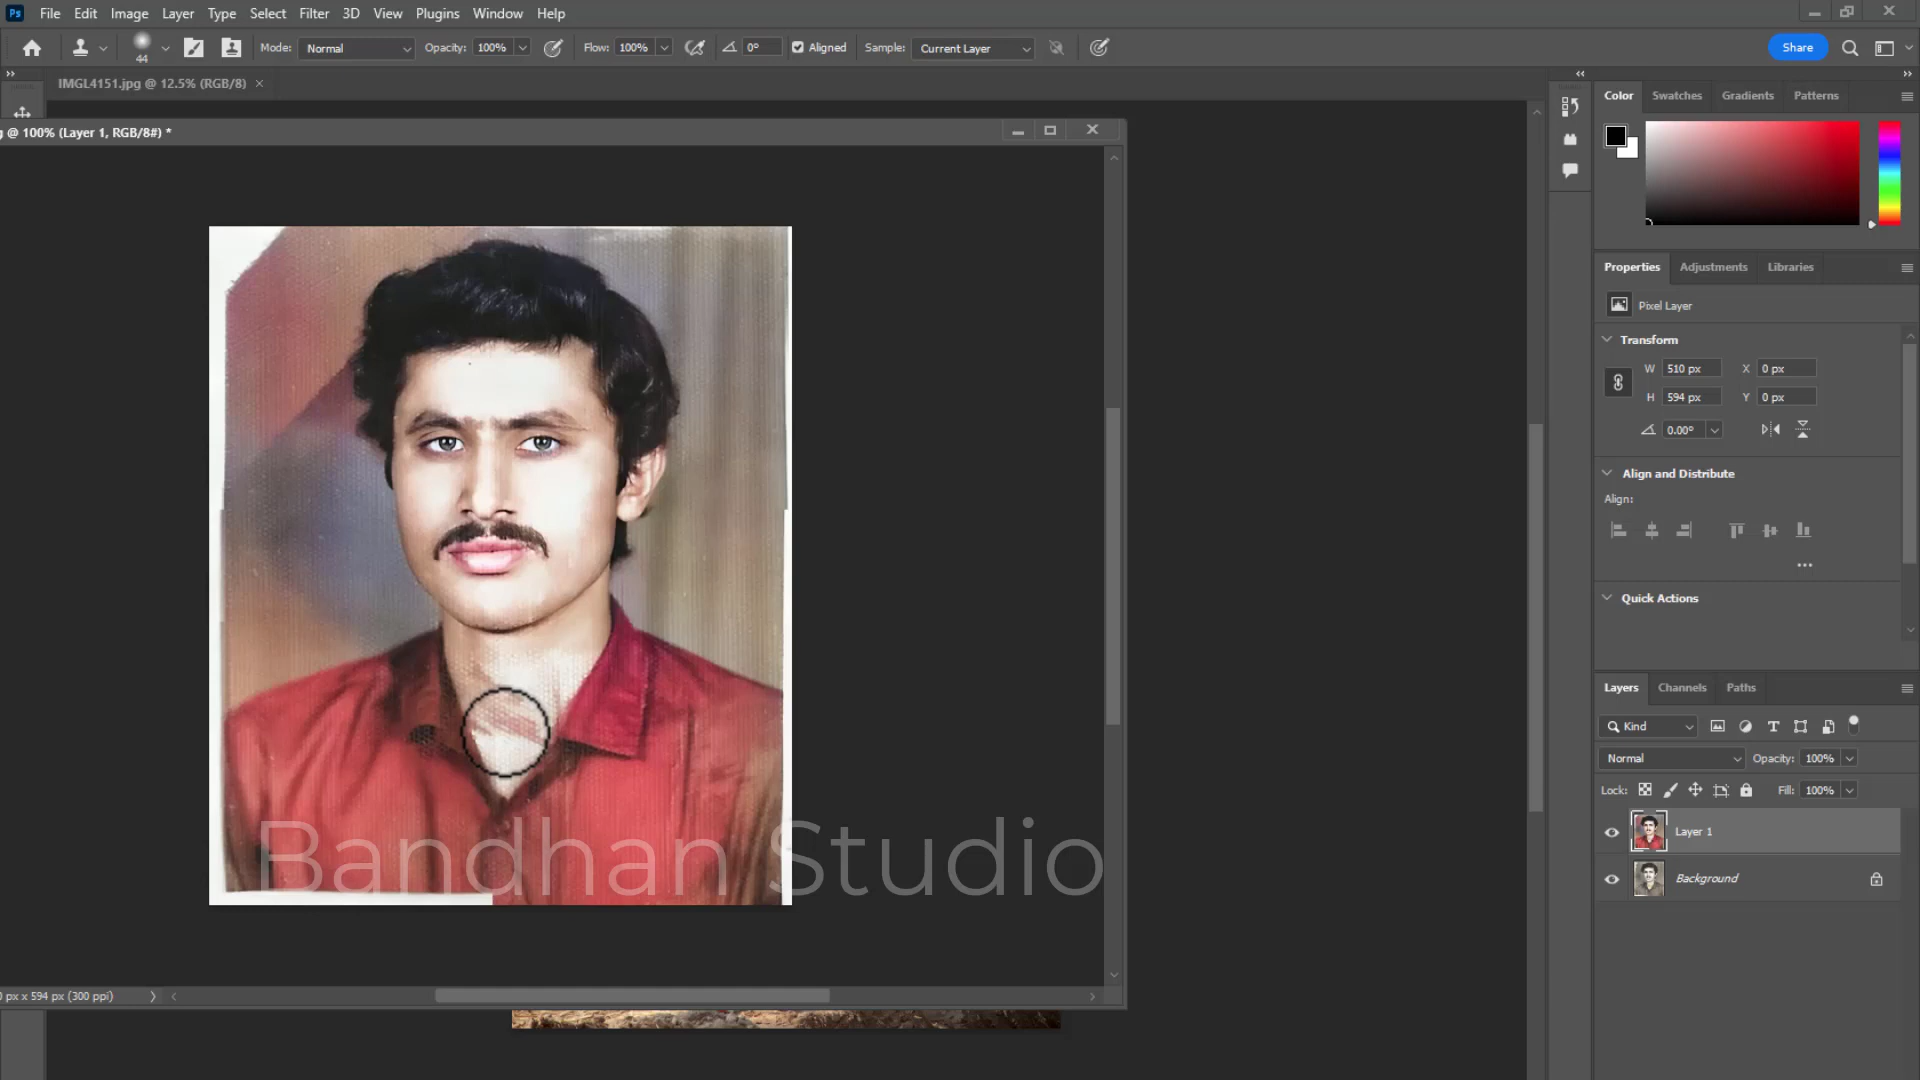 Ps File Edit Image Layer Type Select Filter 3D View Plugins Window Help
44 Mode: Normal Opacity: 100% Flow: 100% 0° Aligned Sample: Current Layer Share
IMGL4151.jpg @ 12.5% (RGB/8)
g @ 100% (Layer 1, RGB/8#) *
Color Swatches Gradients Patterns
Properties Adjustments Libraries
Pixel Layer
Transform
W 510 px X 0 px
H 594 px Y 0 px
0.00°
Align and Distribute
Align:
Quick Actions
Layers Channels Paths
Kind
Normal Opacity: 100%
Lock: Fill: 100%
Layer 1
Background
Bandhan Studio
0 px x 594 px (300 ppi)